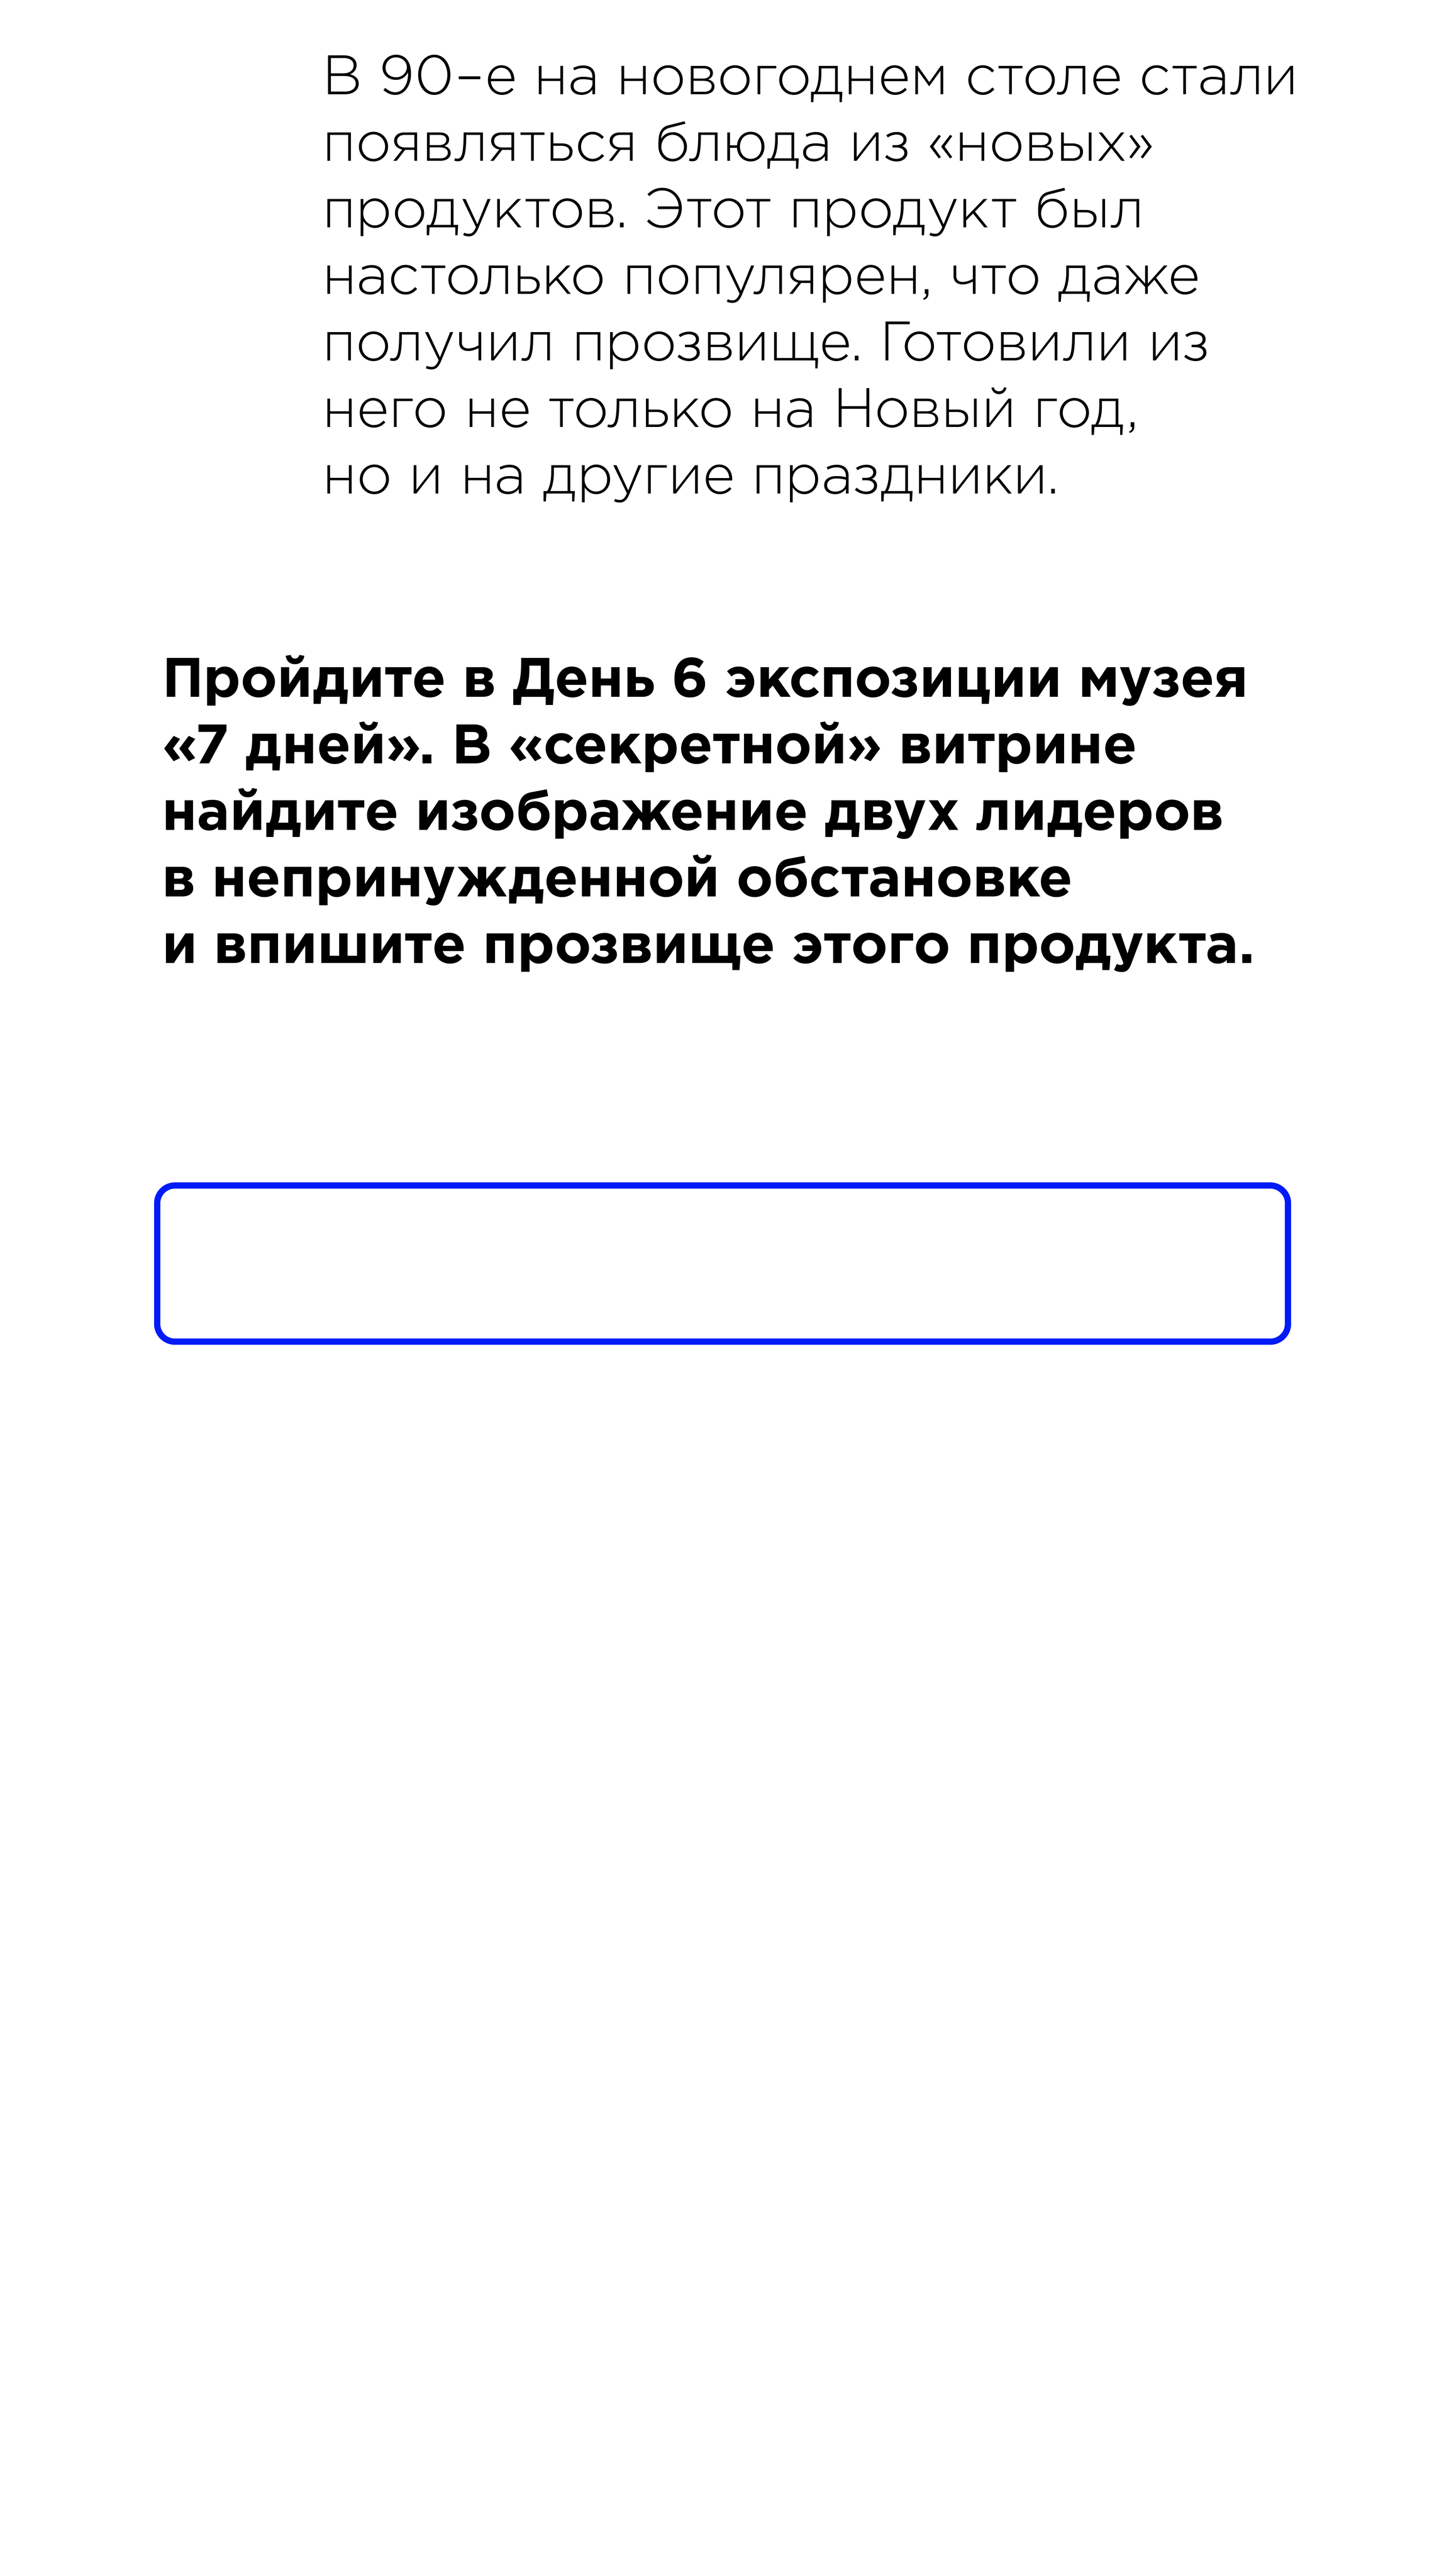 В 90-е на новогоднем столе стали
появляться блюда из «новых»
продуктов. Этот продукт был
настолько популярен, что даже
получил прозвище. Готовили из
него не только на Новый год,
но и на другие праздники.
Пройдите в День 6 экспозиции музея
«7 дней». В «секретной» витрине
найдите изображение двух лидеров
в непринужденной обстановке
и впишите прозвище этого продукта.